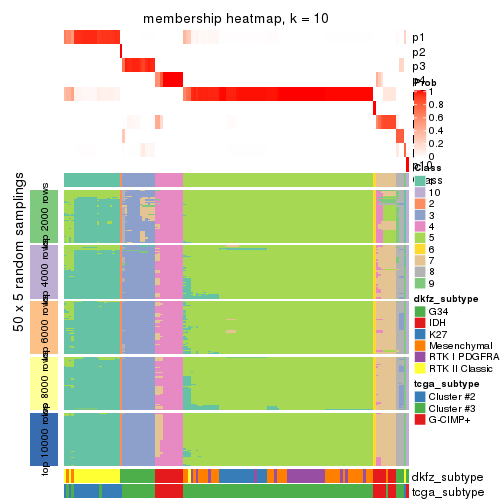 membership heatmap, k = 10
p1
p2
p3
p4
p10
Prob
1
0.8
0.6
0.4
0.2
0
Class
Class
1
10
2
3
4
5
6
7
8
9
dkfz_subtype
G34
IDH
K27
Mesenchymal
RTK I PDGFRA
RTK II Classic
tcga_subtype
Cluster #2
Cluster #3
G-CIMP+
50 x 5 random samplings
top 2000 rows
top 4000 rows
top 6000 rows
top 8000 rows
top 10000 rows
dkfz_subtype
tcga_subtype